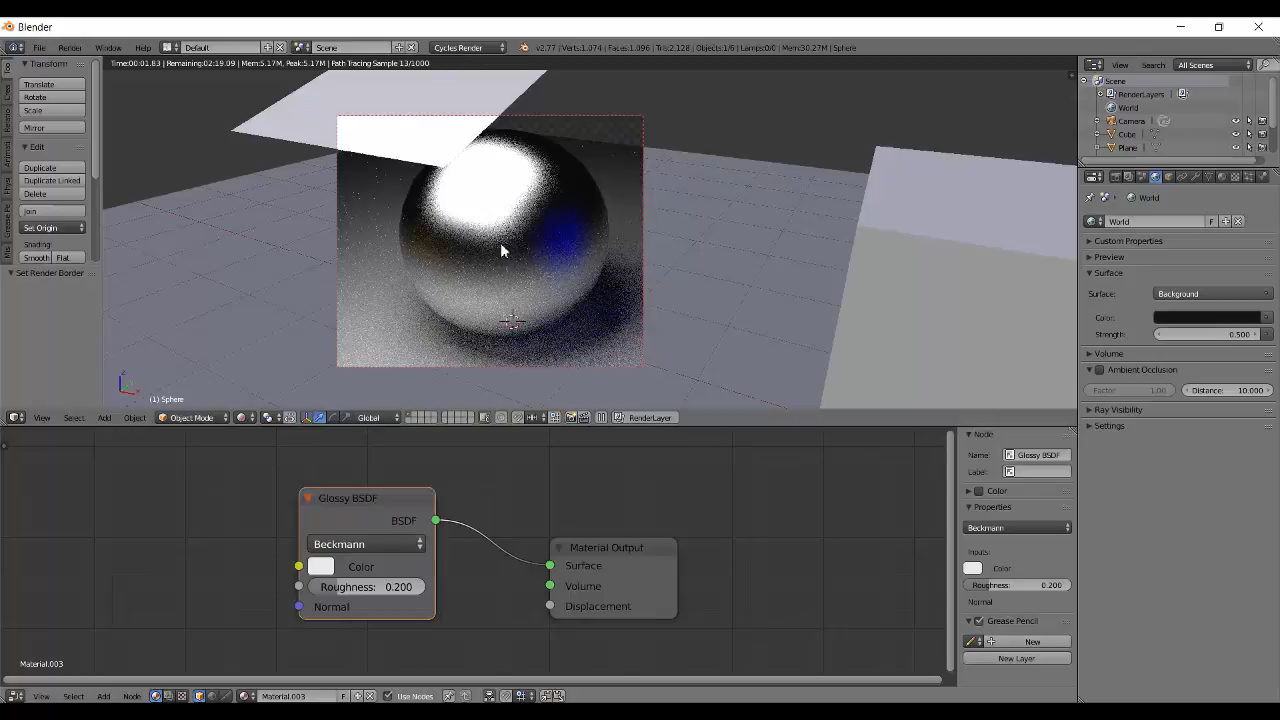 Blender
File Render Window Help Default Scene Cycles Render v2.77 | Verts:1.074 | Faces:1.096 | Tris:2.128 | Objects:1/6 | Lamps:0/0 | Mem:30.27M | Sphere
View Search All Scenes
Time:00:01.83 | Remaining:02:19.09 | Mem:5.17M, Peak:5.17M | Path Tracing Sample 13/1000
Transform
Translate
Rotate
Scale
Mirror
Edit
Duplicate
Duplicate Linked
Delete
Join
Set Origin
Shading:
Smooth Flat
Set Render Border
Scene
RenderLayers
World
Camera
Cube
Plane
World
World F
Custom Properties
Preview
Surface
Surface: Background
Color:
Strength: 0.500
Volume
Ambient Occlusion
Factor: 1.00 Distance: 10.000
Ray Visibility
Settings
(1) Sphere
View Select Add Object Object Mode Global RenderLayer
Glossy BSDF
BSDF
Beckmann
Color
Roughness: 0.200
Normal
Material Output
Surface
Volume
Displacement
Node
Name: Glossy BSDF
Label:
Color
Properties
Beckmann
Inputs:
Color
Roughness: 0.200
Normal
Grease Pencil
New
New Layer
Material.003
View Select Add Node Material.003 F Use Nodes